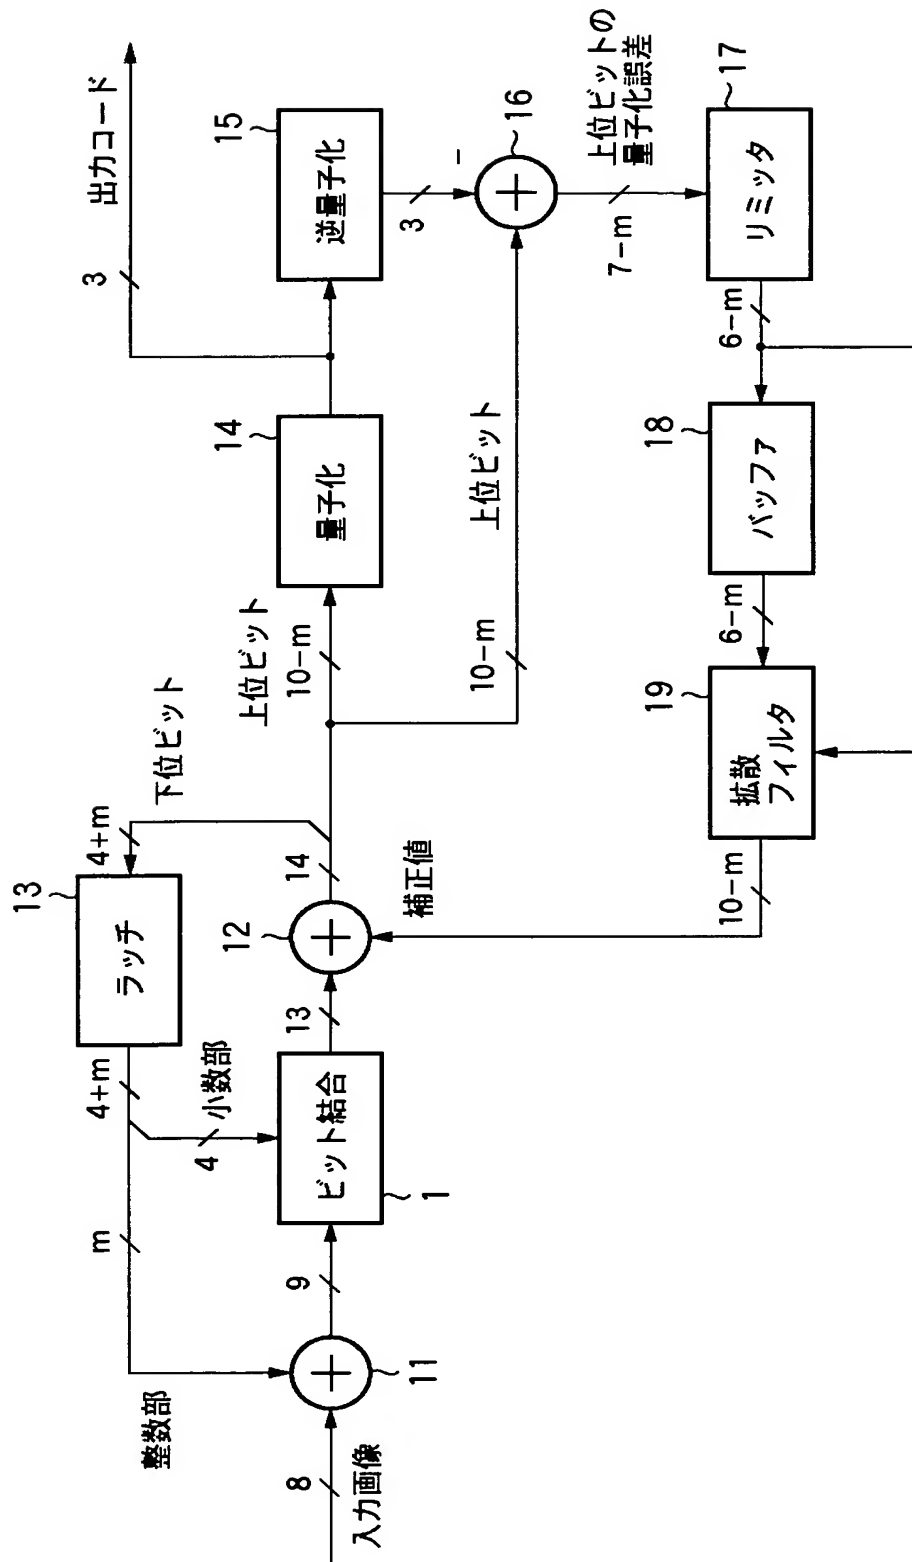 入力画像
8
11
整数部
m
9
ビット結合
1
4
小数部
4+m
ラッチ
13
4+m
下位ビット
13
12
14
補正値
上位ビット
10-m
量子化
14
3
出力コード
逆量子化
15
3
-
16
上位ビット
10-m
上位ビットの
量子化誤差
7-m
リミッタ
17
6-m
バッファ
18
6-m
拡散
フィルタ
19
10-m